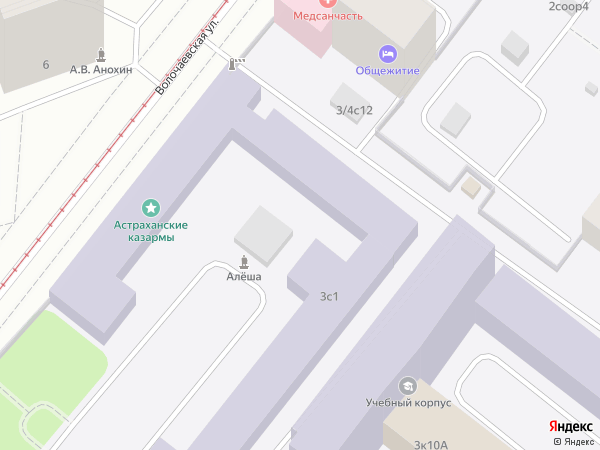 Медсанчасть
2соор4
Волочаевская ул.
Общежитие
6
А.В. Анохин
3/4с12
Астраханские
казармы
Алёша
3с1
Учебный корпус
3к10А
Яндекс
© Яндекс